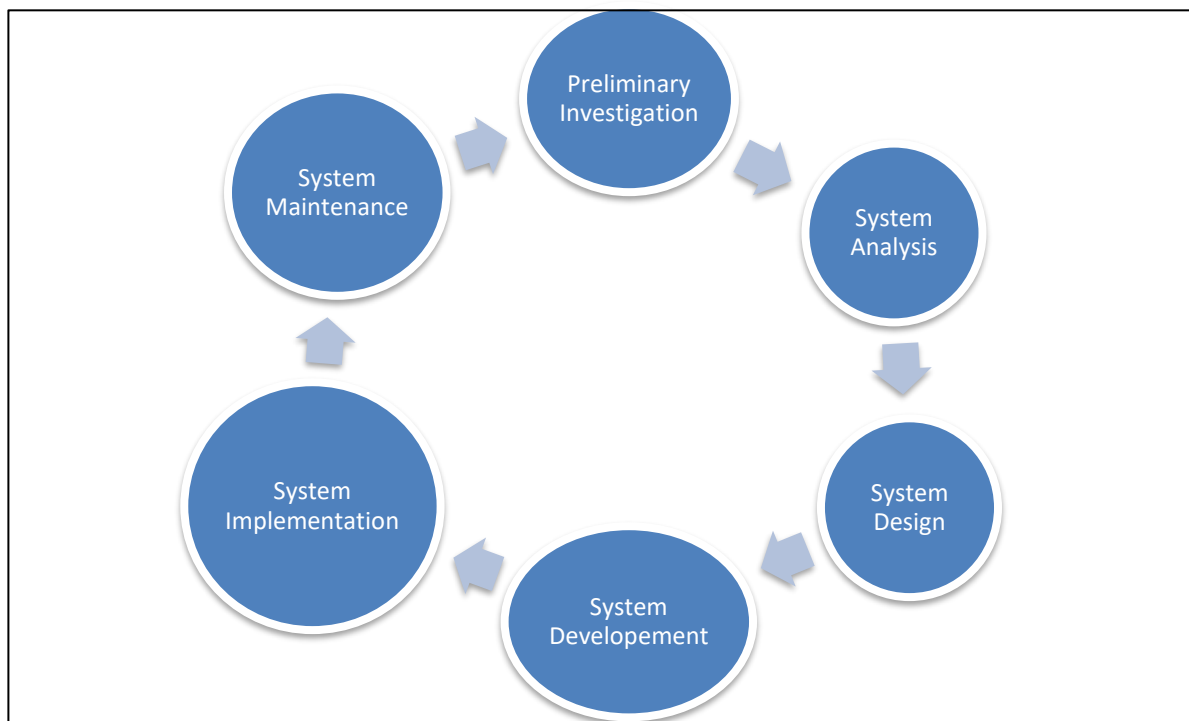 Preliminary
Investigation
System
Analysis
System
Design
System
Developement
System
Implementation
System
Maintenance